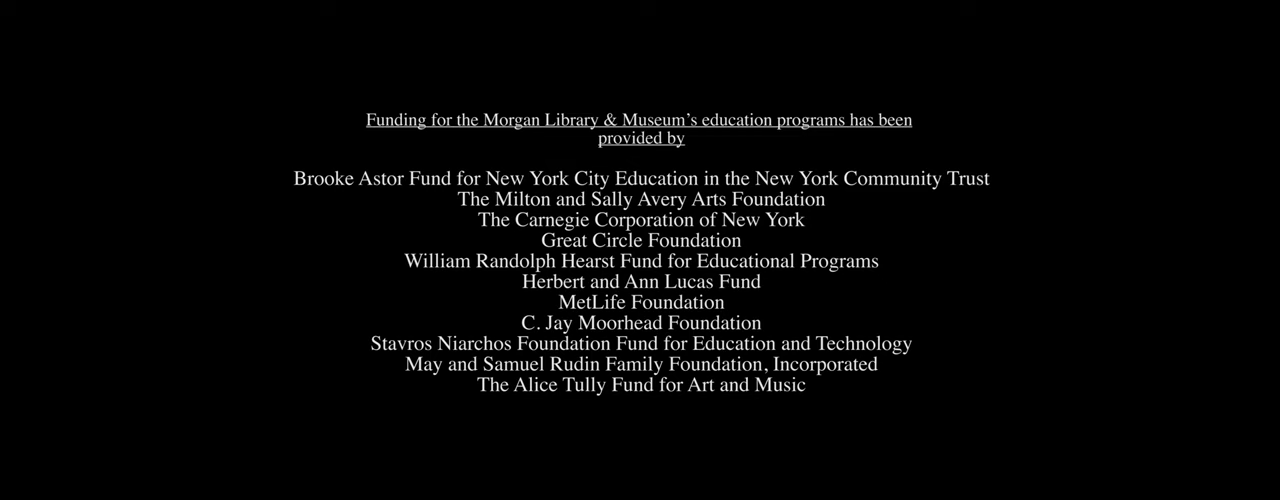 Funding for the Morgan Library & Museum’s education programs has been
provided by
Brooke Astor Fund for New York City Education in the New York Community Trust
The Milton and Sally Avery Arts Foundation
The Carnegie Corporation of New York
Great Circle Foundation
William Randolph Hearst Fund for Educational Programs
Herbert and Ann Lucas Fund
MetLife Foundation
C. Jay Moorhead Foundation
Stavros Niarchos Foundation Fund for Education and Technology
May and Samuel Rudin Family Foundation, Incorporated
The Alice Tully Fund for Art and Music